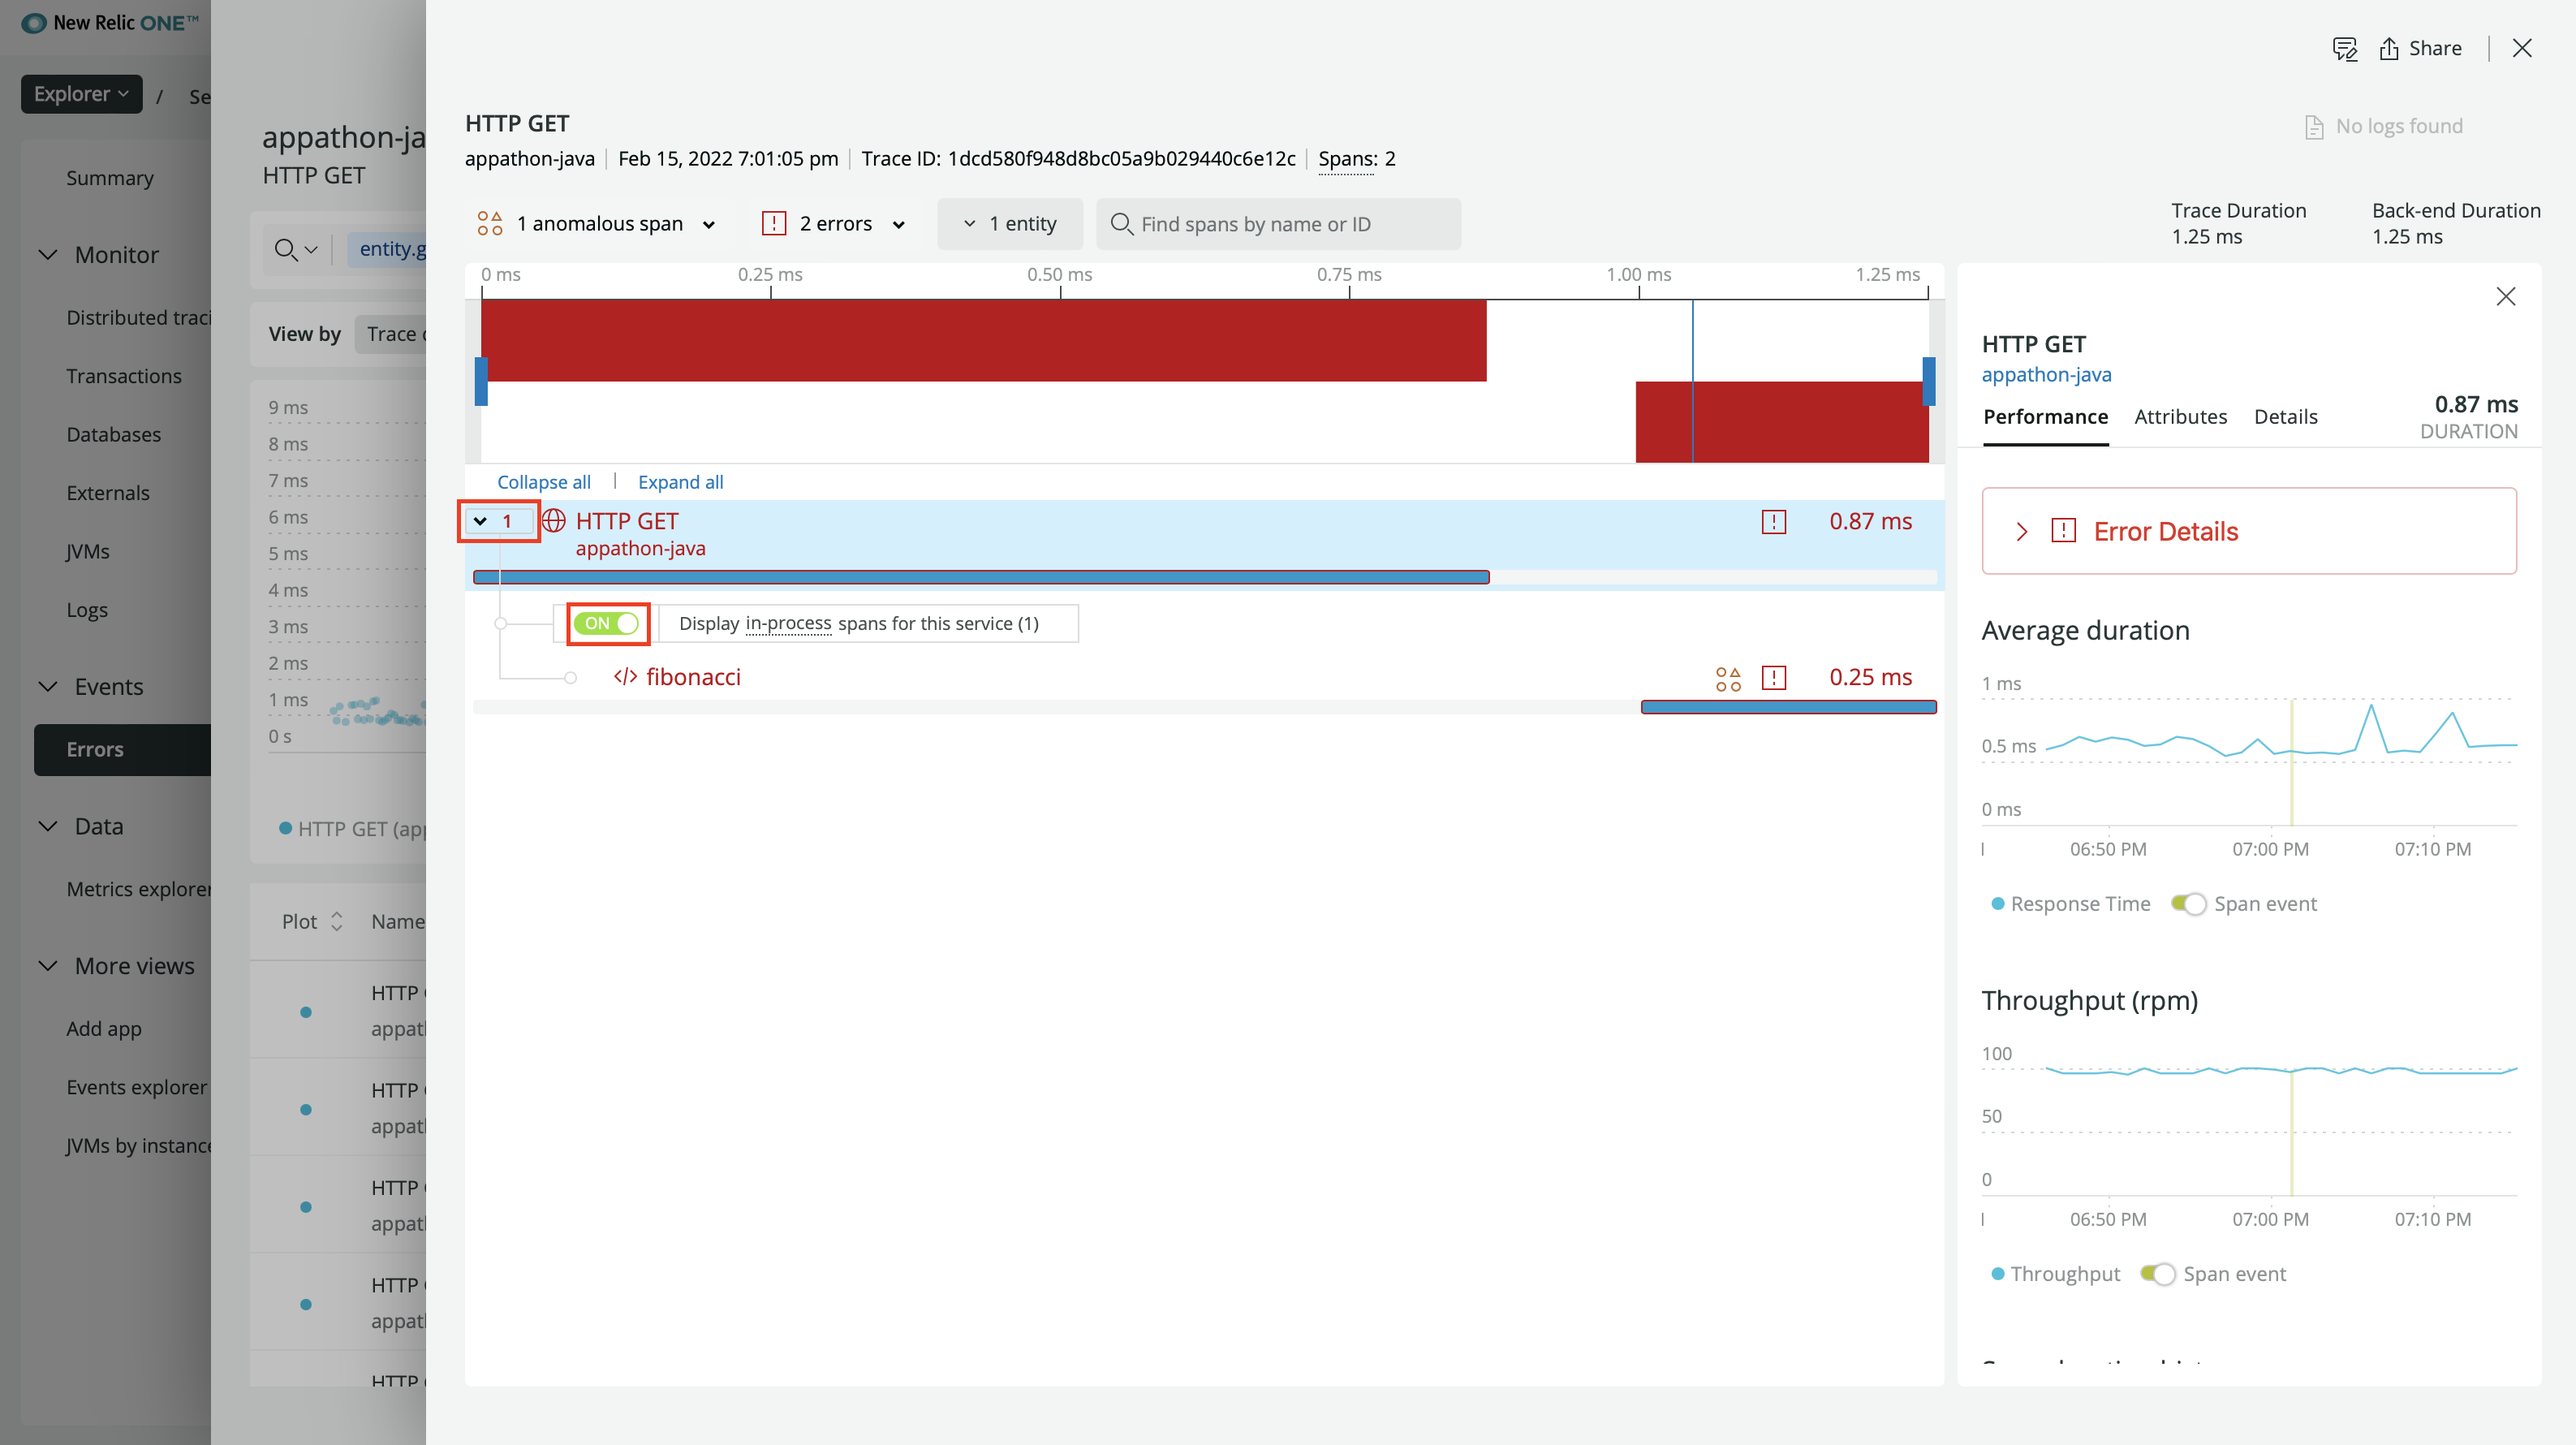 New Relic ONE™
Explorer / Se
Summary
Monitor
Distributed traci
Transactions
Databases
Externals
JVMs
Logs
Events
Errors
Data
Metrics explorer
More views
Add app
Events explorer
JVMs by instance
appathon-ja
HTTP GET
entity.g
View by Trace
9 ms
8 ms
7 ms
6 ms
5 ms
4 ms
3 ms
2 ms
1 ms
0 s
HTTP GET (app
Plot Name
HTTP
appath
HTTP
appath
HTTP
appath
HTTP
appath
HTTP
Share
HTTP GET
No logs found
appathon-java Feb 15, 2022 7:01:05 pm Trace ID: 1dcd580f948d8bc05a9b029440c6e12c Spans: 2
1 anomalous span 2 errors 1 entity Find spans by name or ID
Trace Duration
1.25 ms
Back-end Duration
1.25 ms
0 ms 0.25 ms 0.50 ms 0.75 ms 1.00 ms 1.25 ms
Collapse all | Expand all
1 HTTP GET 0.87 ms
appathon-java
ON Display in-process spans for this service (1)
</> fibonacci 0.25 ms
HTTP GET
appathon-java
Performance Attributes Details
0.87 ms
DURATION
Error Details
Average duration
1 ms
0.5 ms
0 ms
06:50 PM 07:00 PM 07:10 PM
Response Time Span event
Throughput (rpm)
100
50
0
06:50 PM 07:00 PM 07:10 PM
Throughput Span event